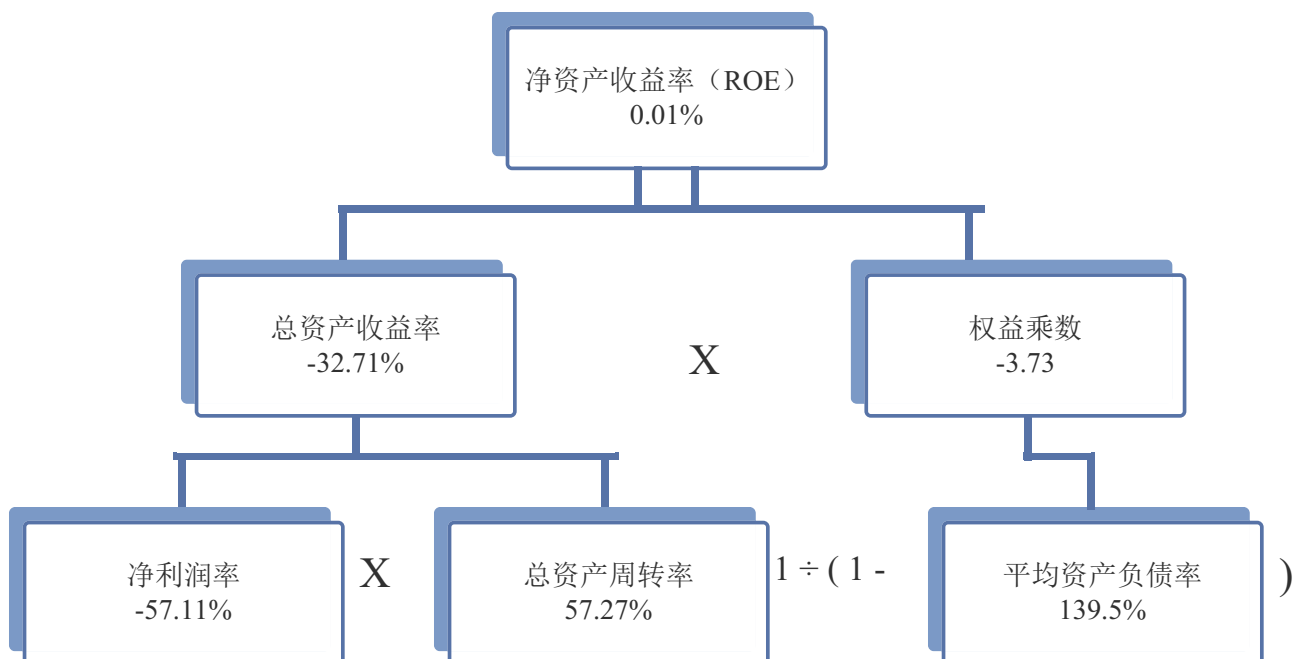 净资产收益率（ROE）
0.01%
总资产收益率
-32.71%
X
权益乘数
-3.73
净利润率
-57.11%
X
总资产周转率
57.27%
1 ÷ ( 1 -
平均资产负债率
139.5%
)